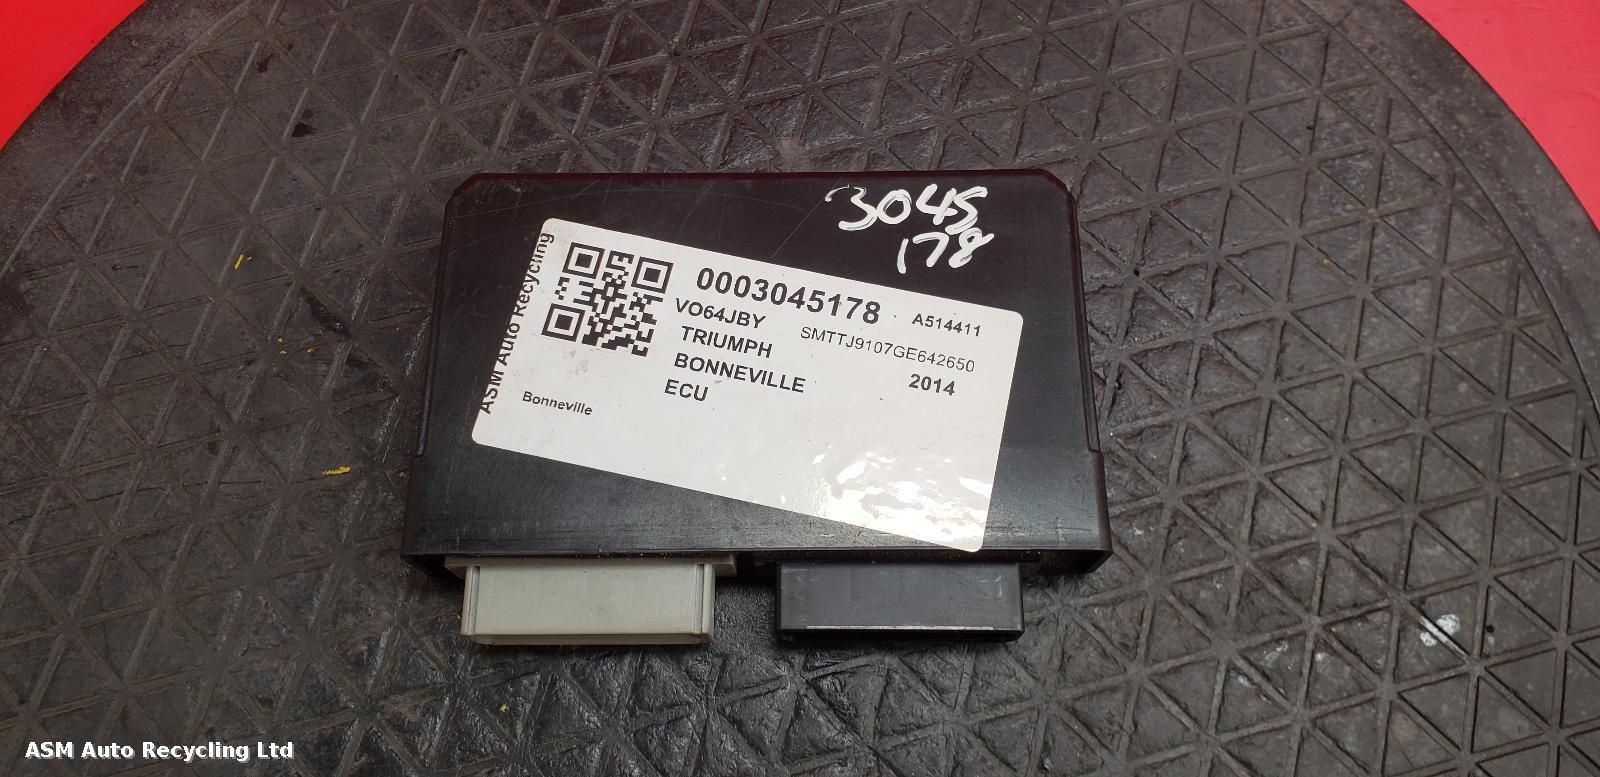 3045
178
ASM Auto Recycling
0003045178
A514411
VO64JBY
SMTTJ9107GE642650
TRIUMPH
2014
BONNEVILLE
ECU
Bonneville
ASM Auto Recycling Ltd